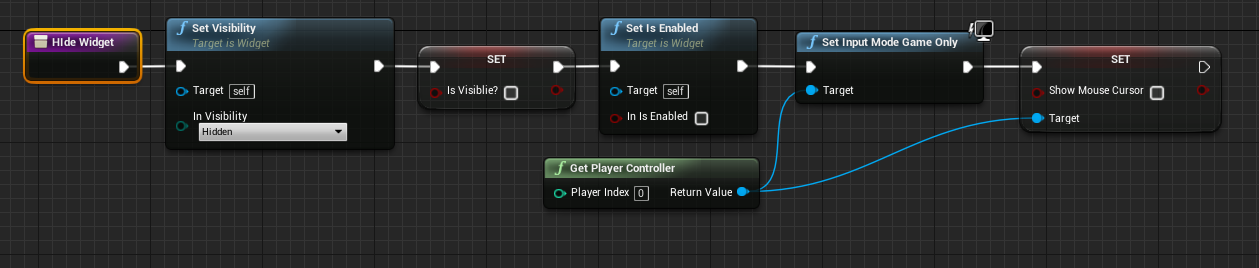 HIde Widget
Set Visibility
Target is Widget
Target self
In Visibility
Hidden
SET
Is Visiblie?
Set Is Enabled
Target is Widget
Target self
In Is Enabled
Get Player Controller
Player Index 0 Return Value
Set Input Mode Game Only
Target
SET
Show Mouse Cursor
Target